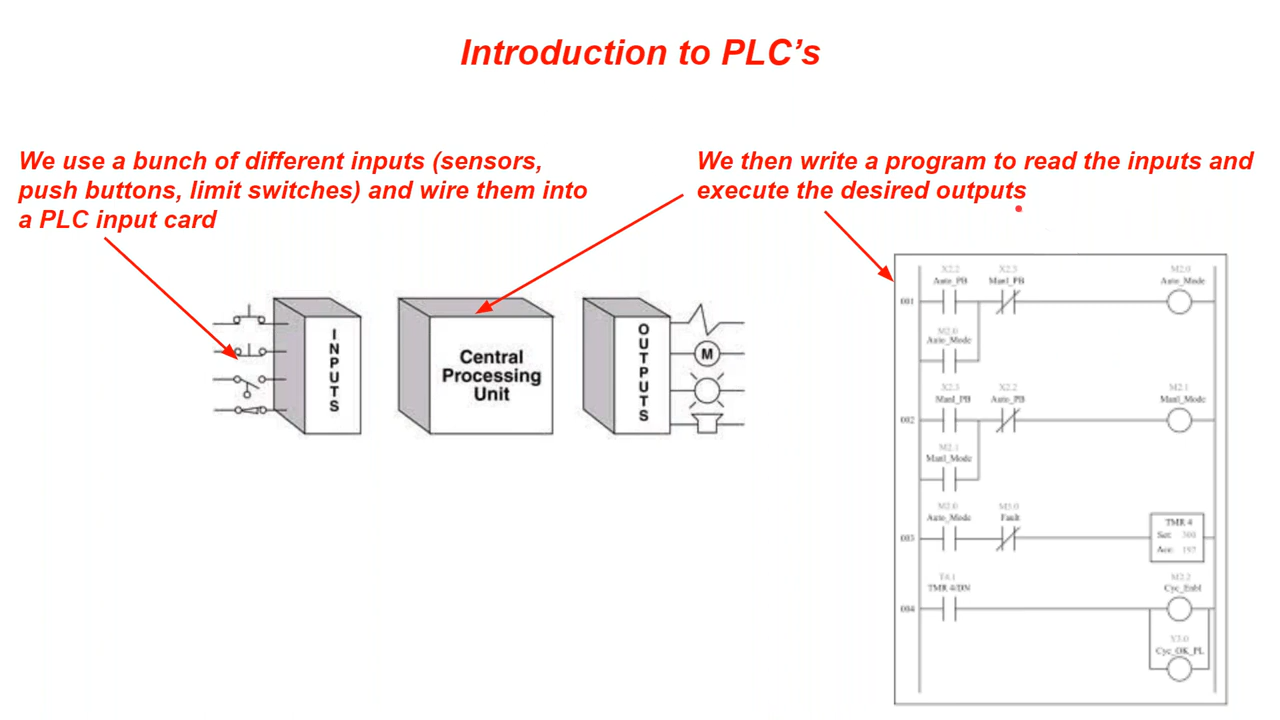 Introduction to PLC’s
We use a bunch of different inputs (sensors,
push buttons, limit switches) and wire them into
a PLC input card
We then write a program to read the inputs and
execute the desired outputs
INPUTS
Central
Processing
Unit
OUTPUTS
M
X2.2
Auto_PB
X2.3
Manl_PB
M2.0
Auto_Mode
001
M2.0
Auto_Mode
X2.3
Manl_PB
X2.2
Auto_PB
M2.1
Manl_Mode
002
M2.1
Manl_Mode
M2.0
Auto_Mode
Fault
003
TMR 4
Set: 300
Acc: 197
T4.1
TMR 4/DN
M2.2
Cyc_Enbl
004
Cyc_OK_PL